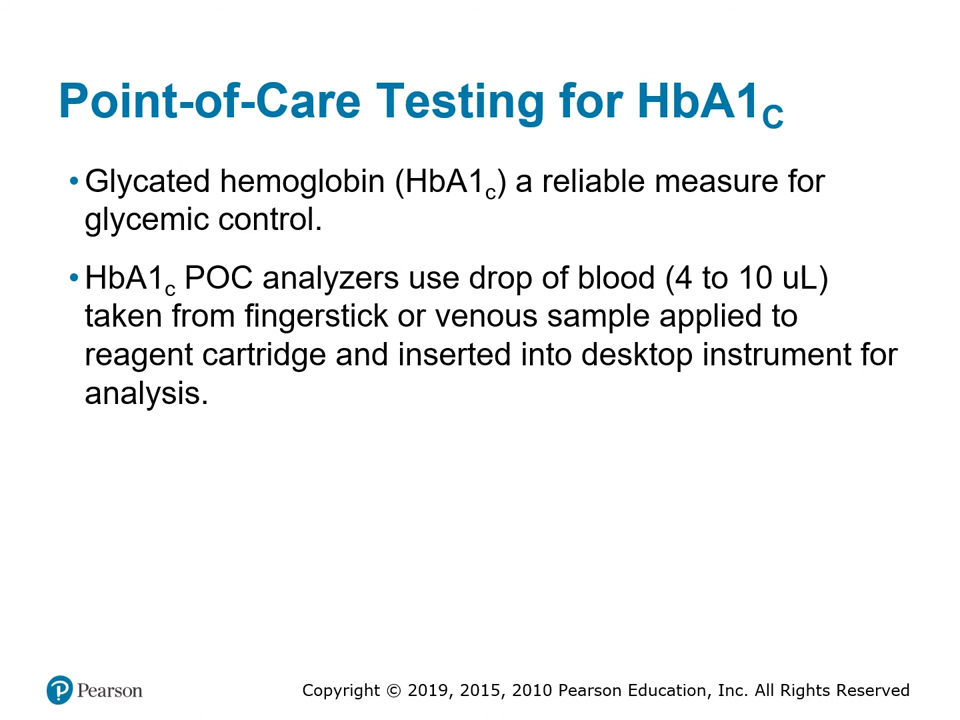 Point-of-Care Testing for HbA1C
• Glycated hemoglobin (HbA1c) a reliable measure for
glycemic control.
• HbA1c POC analyzers use drop of blood (4 to 10 uL)
taken from fingerstick or venous sample applied to
reagent cartridge and inserted into desktop instrument for
analysis.
Pearson
Copyright © 2019, 2015, 2010 Pearson Education, Inc. All Rights Reserved